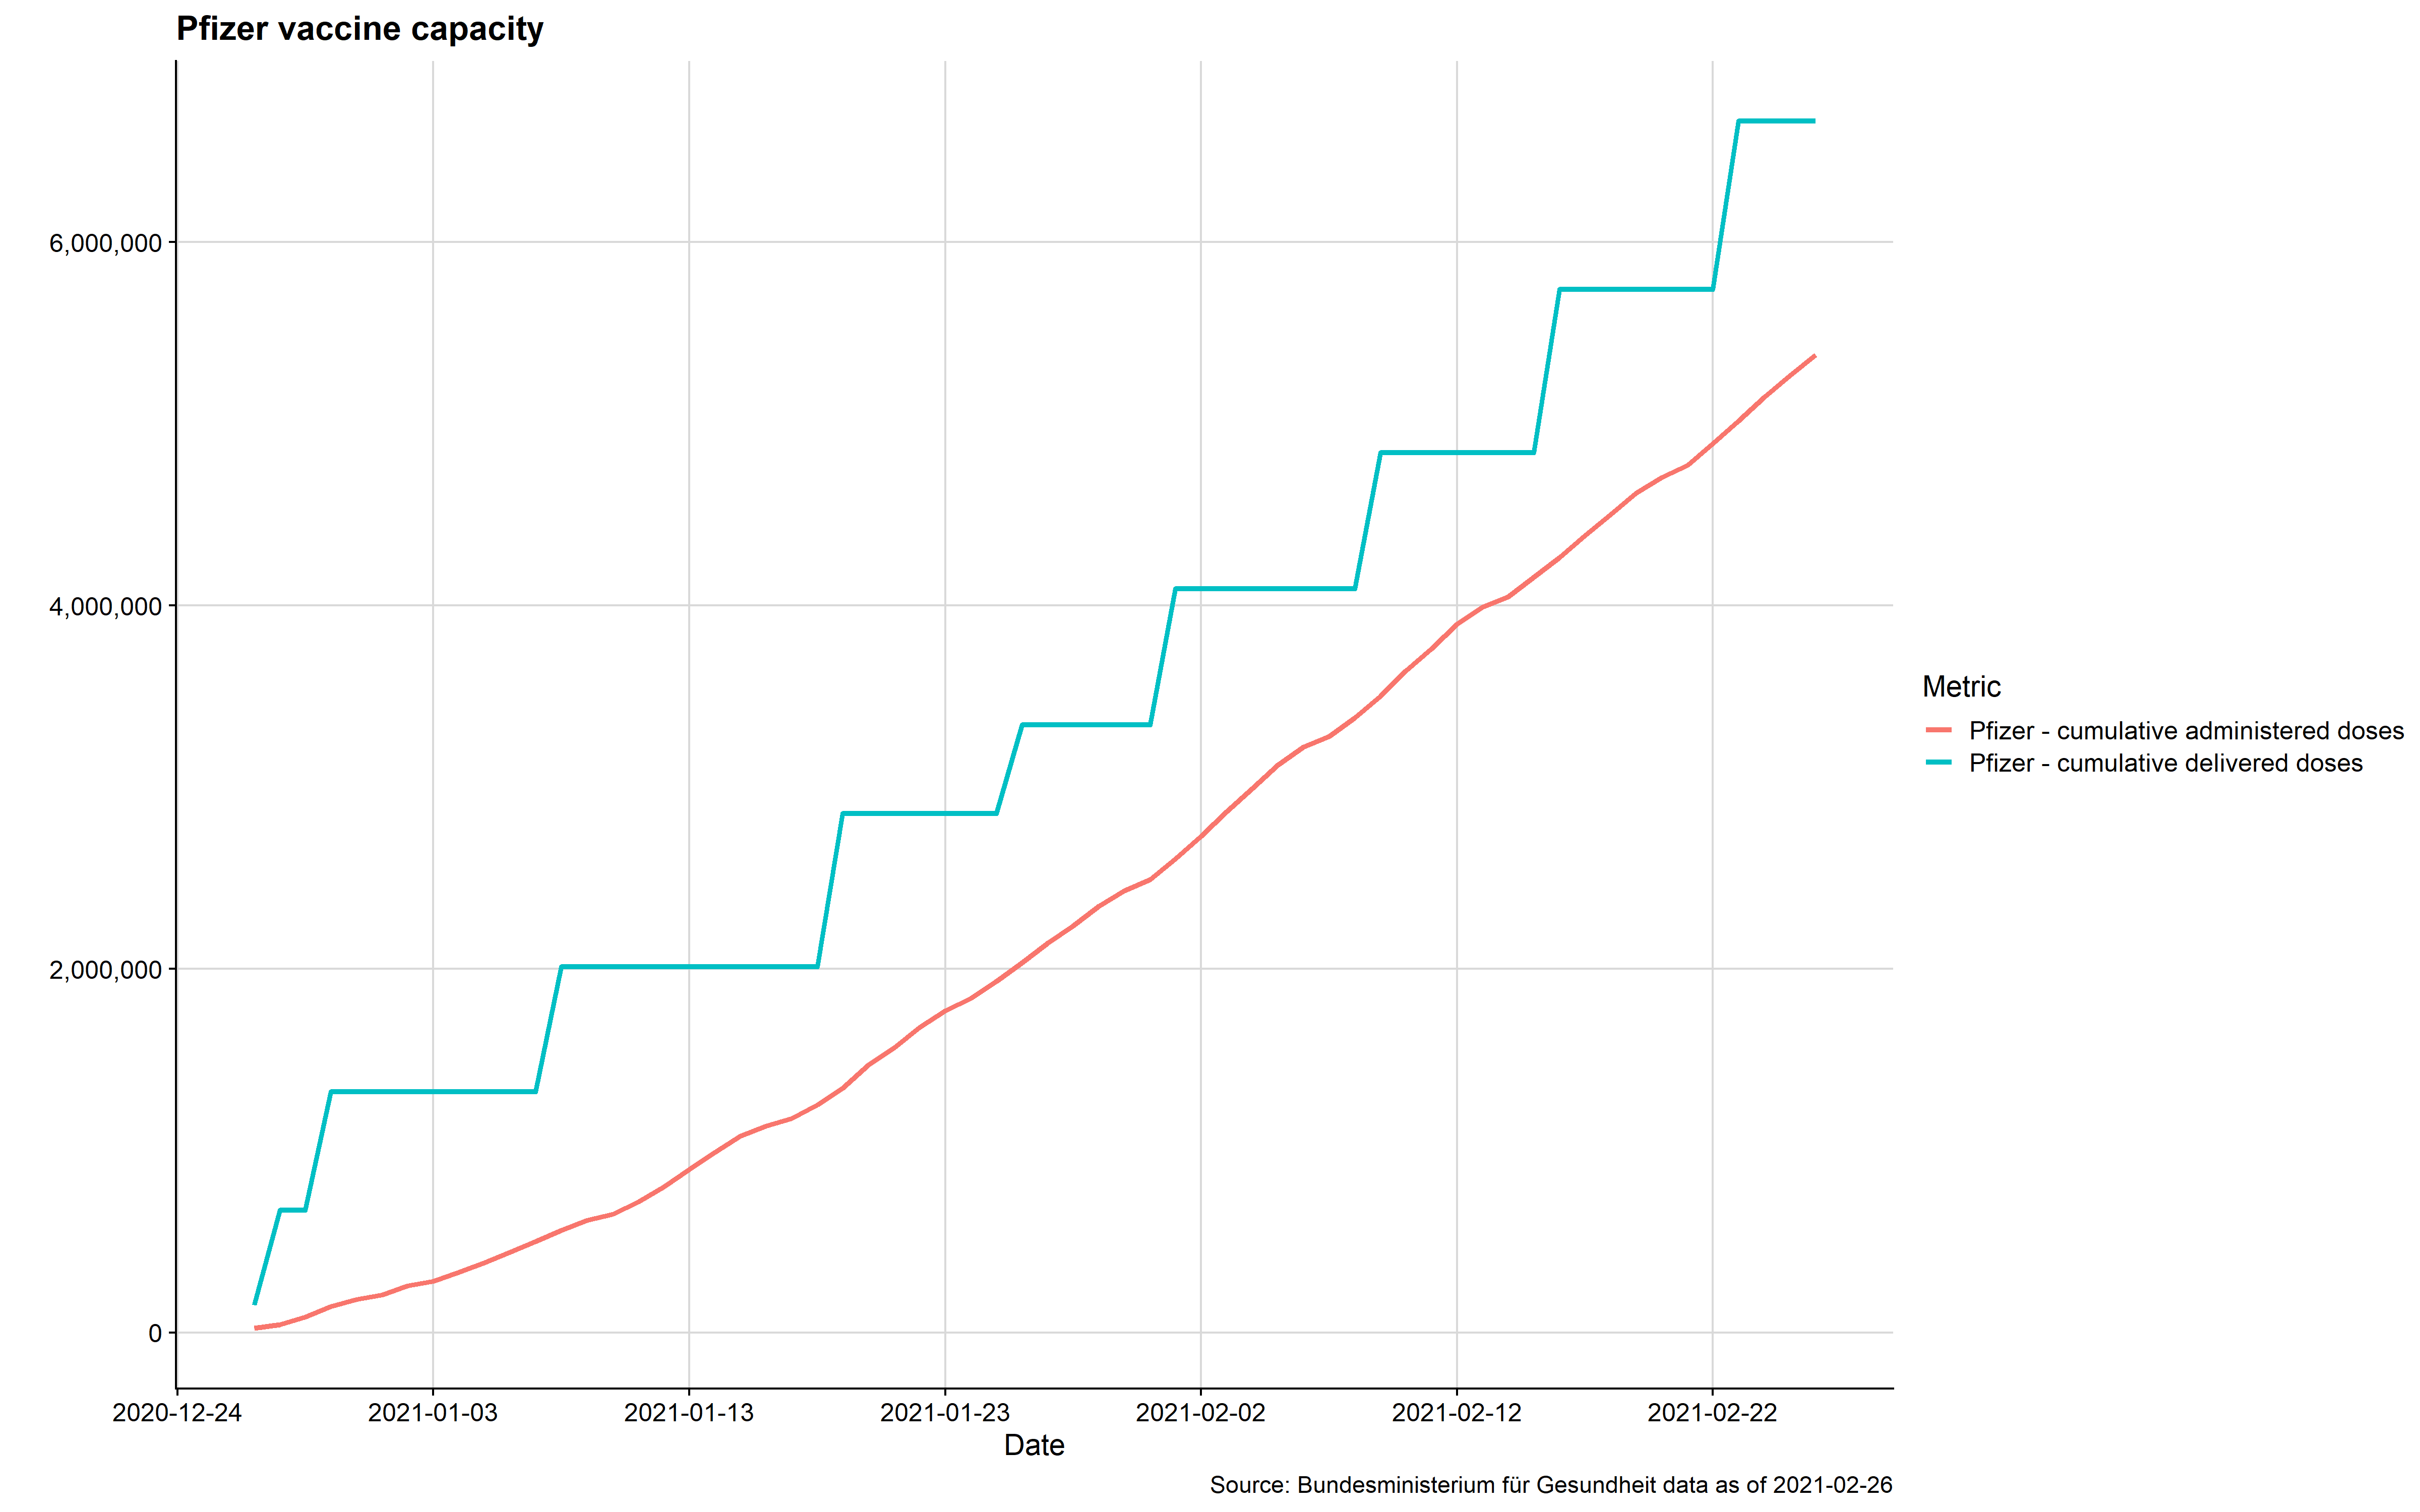 Pfizer vaccine capacity
6,000,000
4,000,000
2,000,000
0
2020-12-24
2021-01-03
2021-01-13
2021-01-23
2021-02-02
2021-02-12
2021-02-22
Date
Metric
Pfizer - cumulative administered doses
Pfizer - cumulative delivered doses
Source: Bundesministerium für Gesundheit data as of 2021-02-26